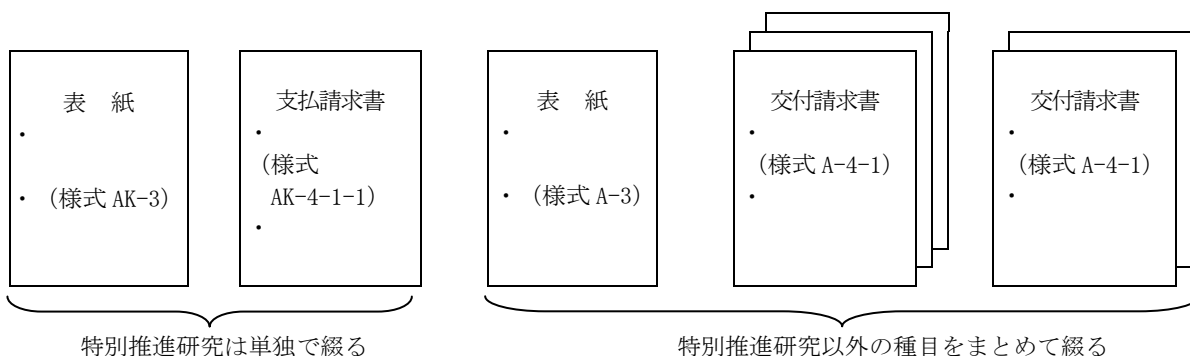 表 紙
・
・ (様式 AK-3)
支払請求書
・
(様式
AK-4-1-1)
・
表 紙
・
・ (様式 A-3)
交付請求書
・
(様式 A-4-1)
・
交付請求書
・
(様式 A-4-1)
・
特別推進研究は単独で綴る
特別推進研究以外の種目をまとめて綴る